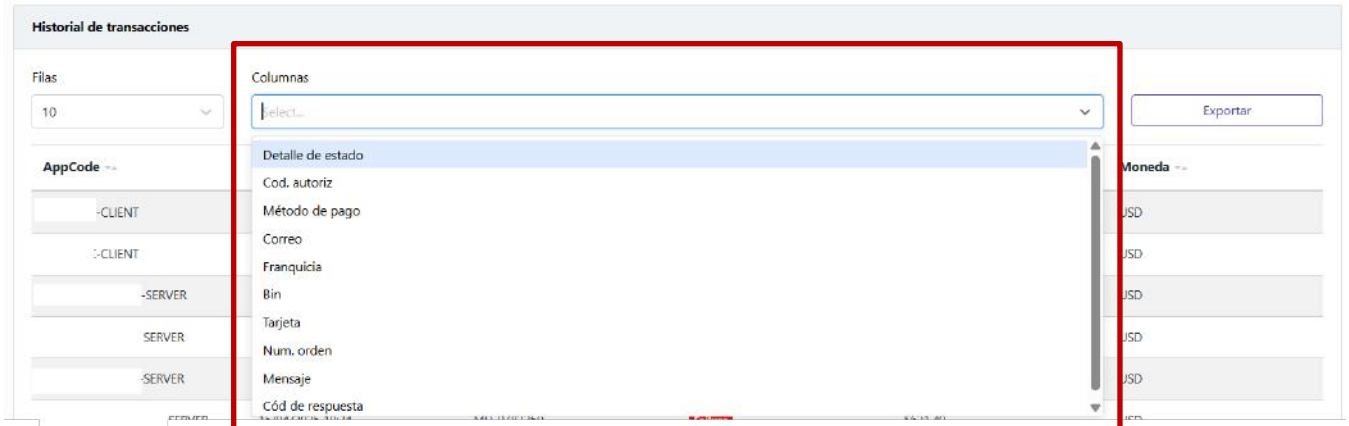 Historial de transacciones
Filas
Columnas
10
Select...
Exportar
AppCode
Moneda
Detalle de estado
Cod. autoriz
Método de pago
Correo
Franquicia
Bin
Tarjeta
Num. orden
Mensaje
Cód de respuesta
-CLIENT
USD
-CLIENT
USD
-SERVER
USD
SERVER
USD
-SERVER
USD